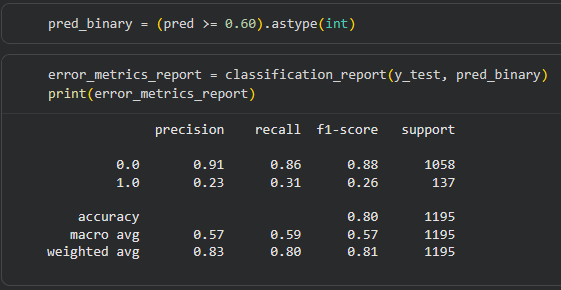 pred_binary = (pred >= 0.60).astype(int)
error_metrics_report = classification_report(y_test, pred_binary)
print(error_metrics_report)
precision recall f1-score support
0.0 0.91 0.86 0.88 1058
1.0 0.23 0.31 0.26 137
accuracy 0.80 1195
macro avg 0.57 0.59 0.57 1195
weighted avg 0.83 0.80 0.81 1195